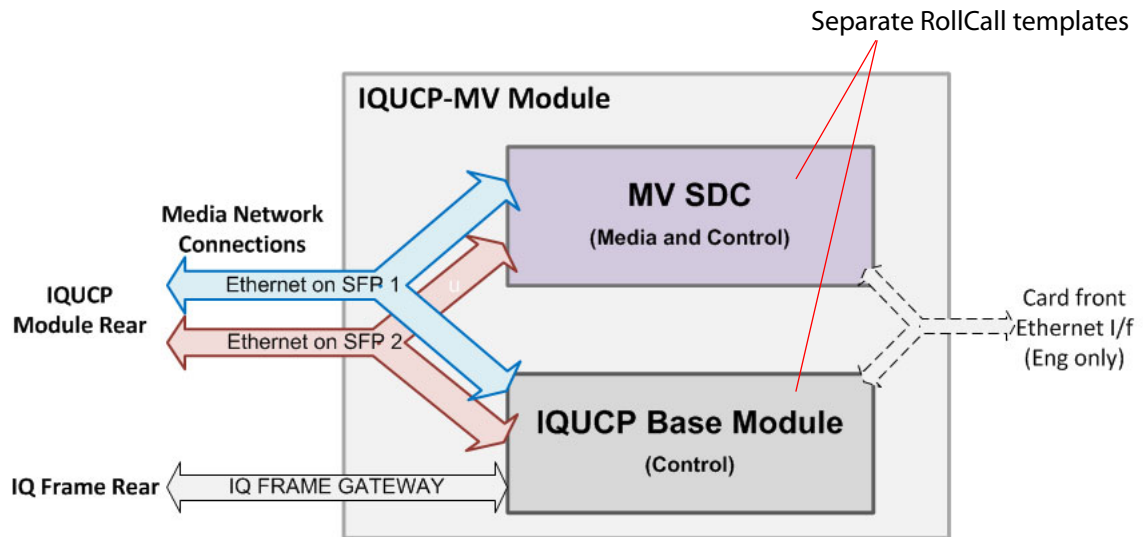 Separate RollCall templates
IQUCP-MV Module
MV SDC
(Media and Control)
Media Network
Connections
Ethernet on SFP 1
u
IQUCP
Module Rear
Ethernet on SFP 2
Card front
Ethernet I/f
(Eng only)
IQUCP Base Module
(Control)
IQ Frame Rear
IQ FRAME GATEWAY